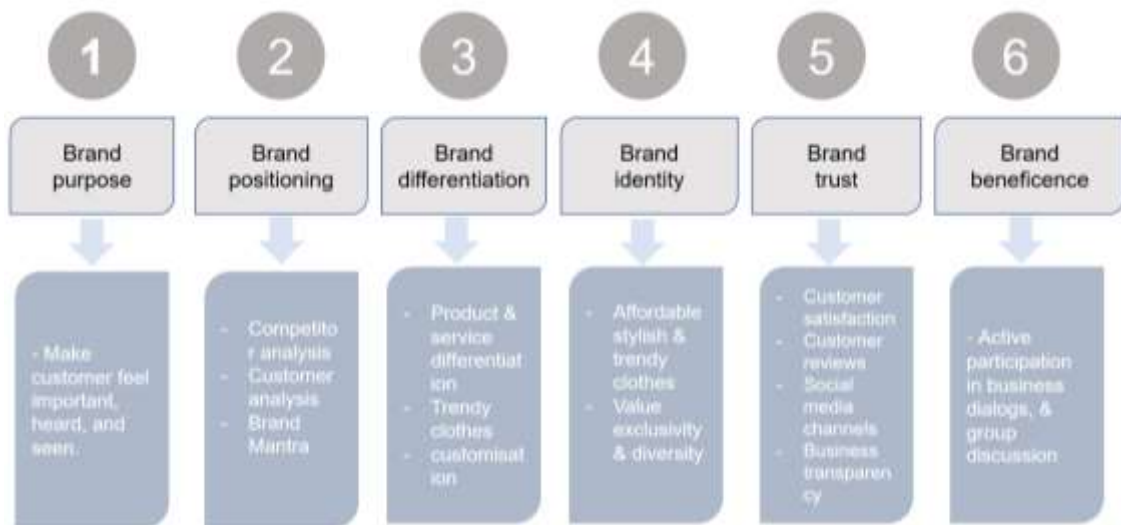 1
Brand
purpose
- Make
customer feel
important,
heard, and
seen.
2
Brand
positioning
- Competito
r analysis
- Customer
analysis
- Brand
Mantra
3
Brand
differentiation
- Product &
service
differentiat
ion
- Trendy
clothes
- customisat
ion
4
Brand
identity
- Affordable
stylish &
trendy
clothes
- Value
exclusivity
& diversity
5
Brand
trust
- Customer
satisfaction
- Customer
reviews
- Social
media
channels
- Business
transparen
cy
6
Brand
beneficence
- Active
participation
in business
dialogs, &
group
discussion